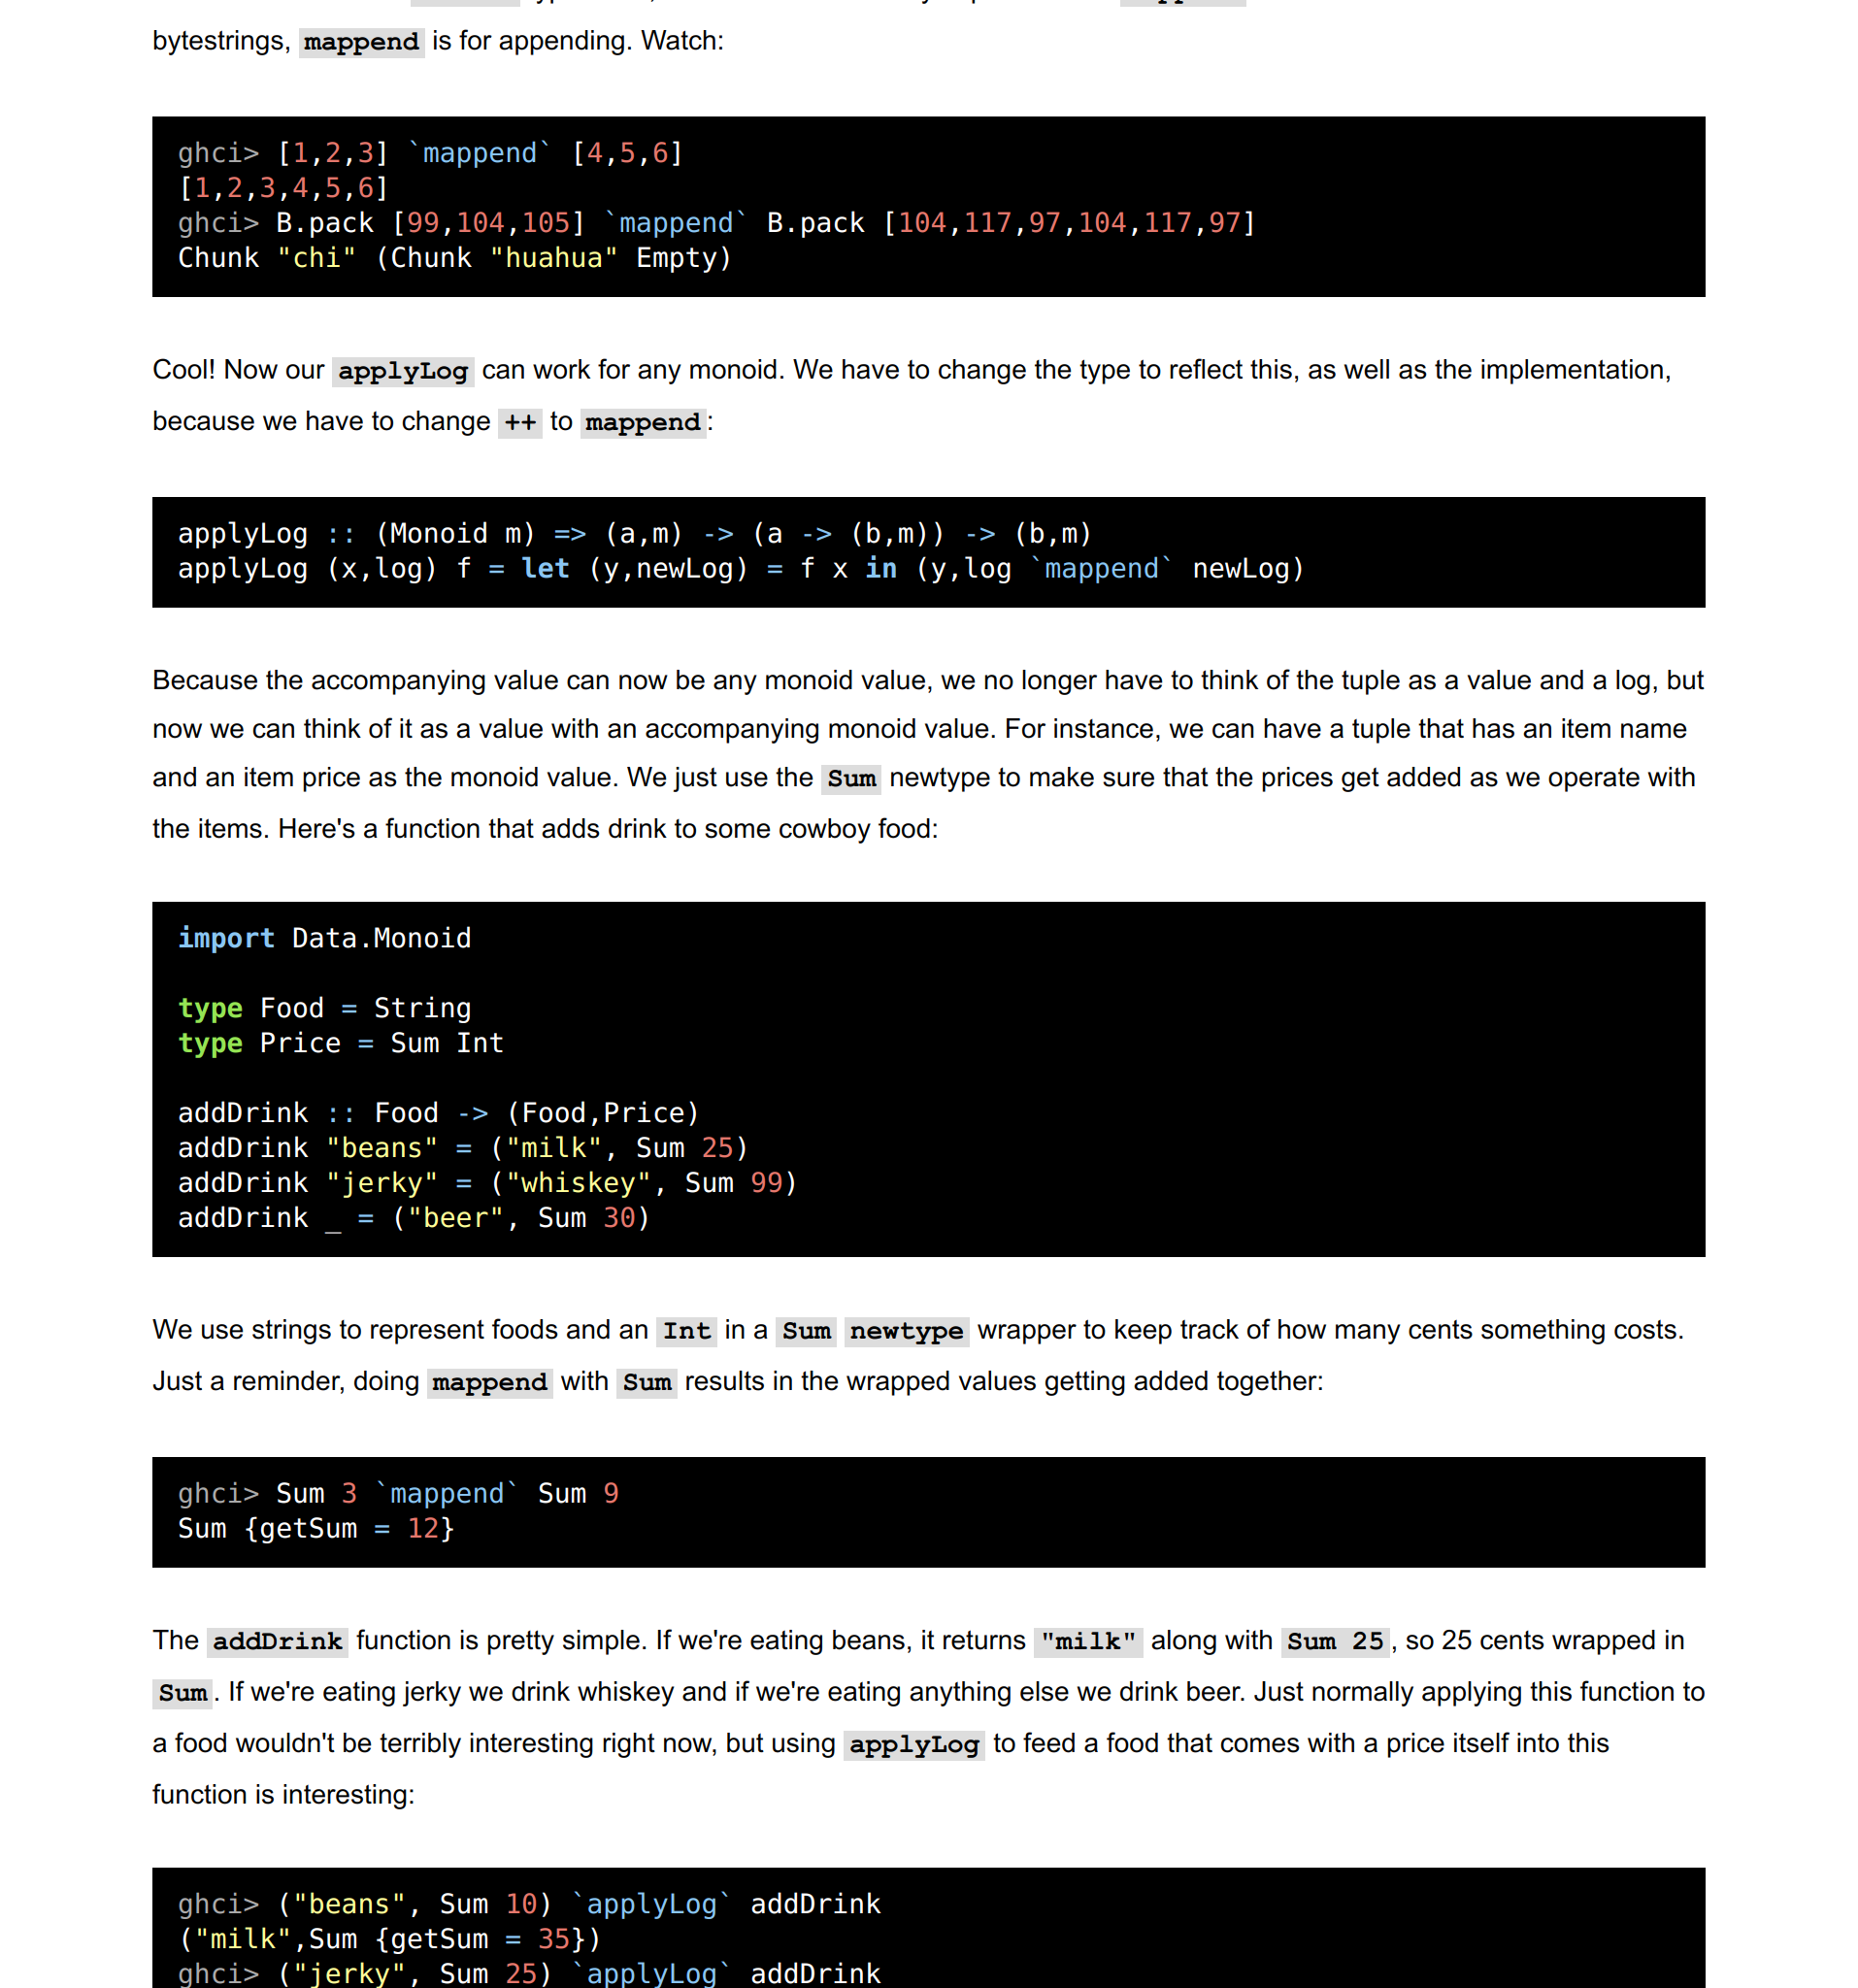 bytestrings, mappend is for appending. Watch:
ghci> [1,2,3] `mappend` [4,5,6]
[1,2,3,4,5,6]
ghci> B.pack [99,104,105] `mappend` B.pack [104,117,97,104,117,97]
Chunk "chi" (Chunk "huahua" Empty)
Cool! Now our applyLog can work for any monoid. We have to change the type to reflect this, as well as the implementation,
because we have to change ++ to mappend:
applyLog :: (Monoid m) => (a,m) -> (a -> (b,m)) -> (b,m)
applyLog (x,log) f = let (y,newLog) = f x in (y,log `mappend` newLog)
Because the accompanying value can now be any monoid value, we no longer have to think of the tuple as a value and a log, but
now we can think of it as a value with an accompanying monoid value. For instance, we can have a tuple that has an item name
and an item price as the monoid value. We just use the Sum newtype to make sure that the prices get added as we operate with
the items. Here's a function that adds drink to some cowboy food:
import Data.Monoid
type Food = String
type Price = Sum Int
addDrink :: Food -> (Food,Price)
addDrink "beans" = ("milk", Sum 25)
addDrink "jerky" = ("whiskey", Sum 99)
addDrink _ = ("beer", Sum 30)
We use strings to represent foods and an Int in a Sum newtype wrapper to keep track of how many cents something costs.
Just a reminder, doing mappend with Sum results in the wrapped values getting added together:
ghci> Sum 3 `mappend` Sum 9
Sum {getSum = 12}
The addDrink function is pretty simple. If we're eating beans, it returns "milk" along with Sum 25, so 25 cents wrapped in
Sum. If we're eating jerky we drink whiskey and if we're eating anything else we drink beer. Just normally applying this function to
a food wouldn't be terribly interesting right now, but using applyLog to feed a food that comes with a price itself into this
function is interesting:
ghci> ("beans", Sum 10) `applyLog` addDrink
("milk",Sum {getSum = 35})
ghci> ("jerky", Sum 25) `applyLog` addDrink